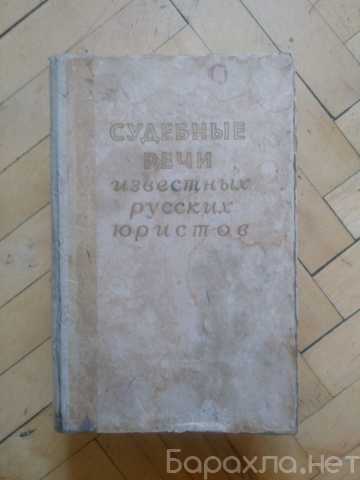 СУДЕБНЫЕ
РЕЧИ
известных
русских
юристов
Барахла.нет